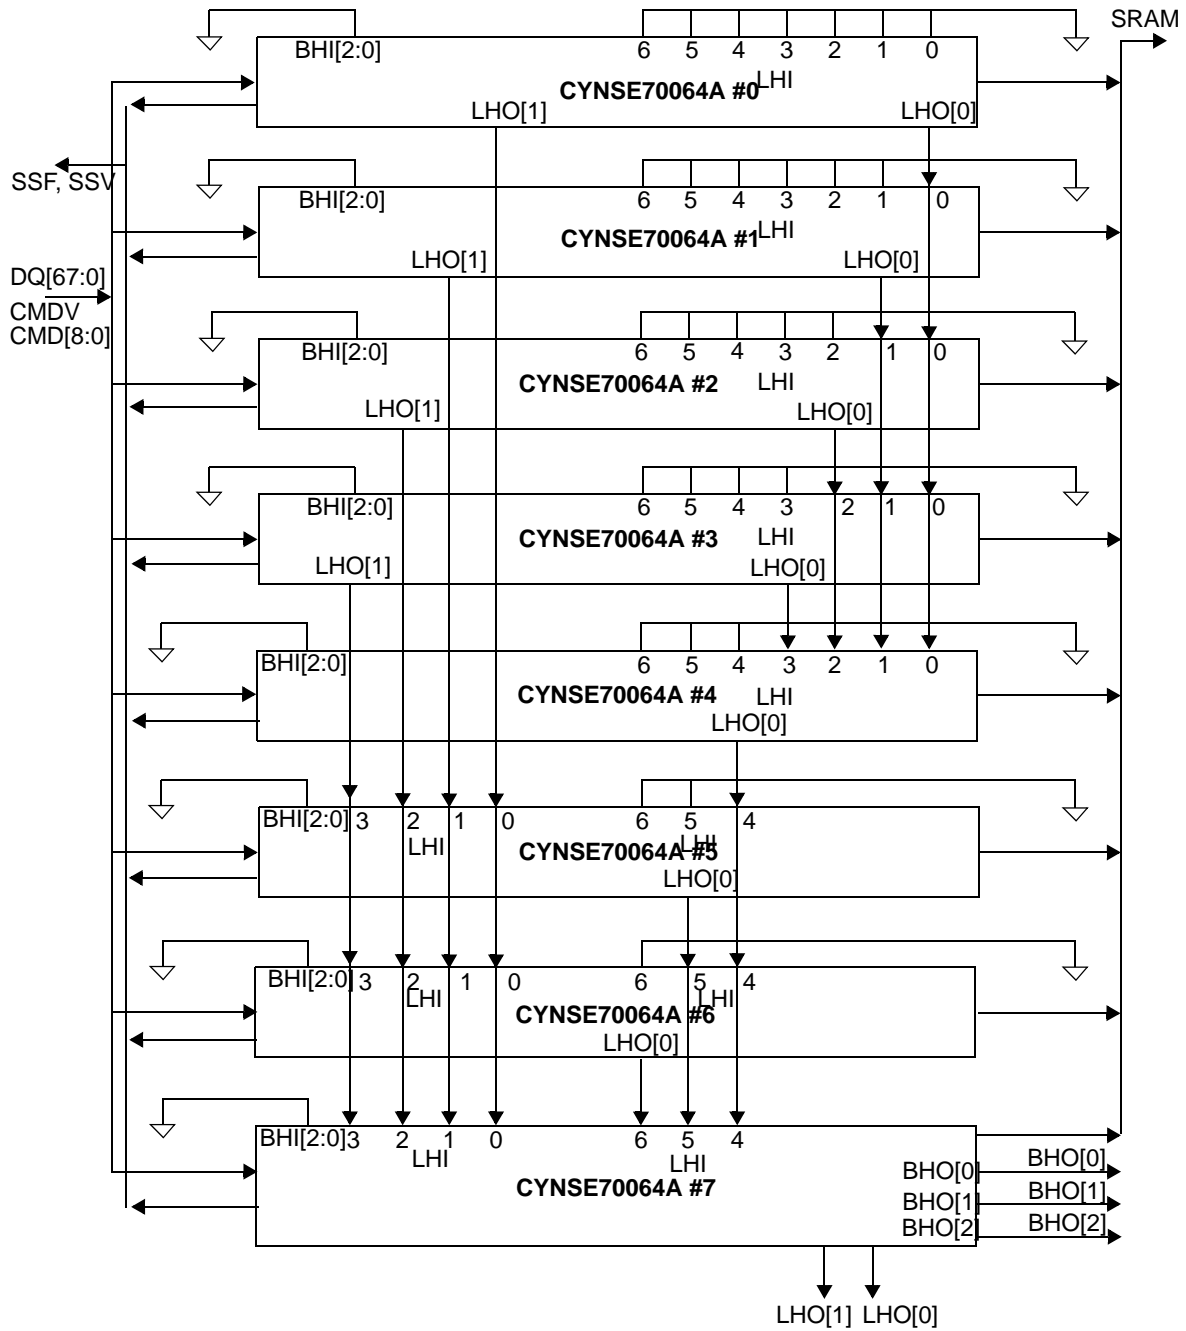 SRAM
BHI[2:0] 6 5 4 3 2 1 0
LHI
CYNSE70064A #0
LHO[1] LHO[0]
SSF, SSV
BHI[2:0] 6 5 4 3 2 1 0
LHI
CYNSE70064A #1
LHO[1] LHO[0]
DQ[67:0]
CMDV
CMD[8:0]
BHI[2:0] 6 5 4 3 2 1 0
LHI
CYNSE70064A #2
LHO[1] LHO[0]
BHI[2:0] 6 5 4 3 2 1 0
LHI
CYNSE70064A #3
LHO[1] LHO[0]
BHI[2:0] 6 5 4 3 2 1 0
LHI
CYNSE70064A #4
LHO[0]
BHI[2:0] 3 2 1 0 6 5 4
LHI LHI
CYNSE70064A #5
LHO[0]
BHI[2:0] 3 2 1 0 6 5 4
LHI LHI
CYNSE70064A #6
LHO[0]
BHI[2:0] 3 2 1 0 6 5 4
LHI LHI
CYNSE70064A #7
BHO[0] BHO[0]
BHO[1] BHO[1]
BHO[2] BHO[2]
LHO[1] LHO[0]